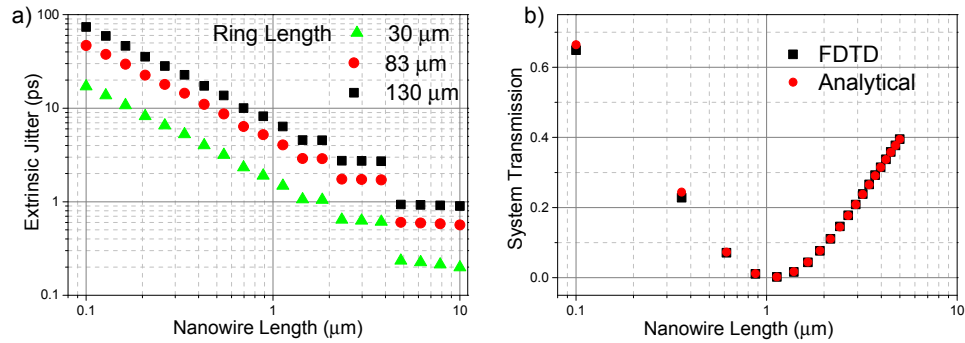 a)
Extrinsic Jitter (ps)
100
10
1
0.1
Ring Length
30 μm
83 μm
130 μm
0.1
1
10
Nanowire Length (μm)
b)
System Transmission
0.6
0.4
0.2
0.0
FDTD
Analytical
0.1
1
10
Nanowire Length (μm)